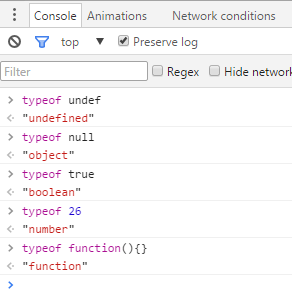 Console Animations Network conditions
top Preserve log
Filter Regex Hide network
> typeof undef
<· "undefined"
> typeof null
<· "object"
> typeof true
<· "boolean"
> typeof 26
<· "number"
> typeof function(){}
<· "function"
>